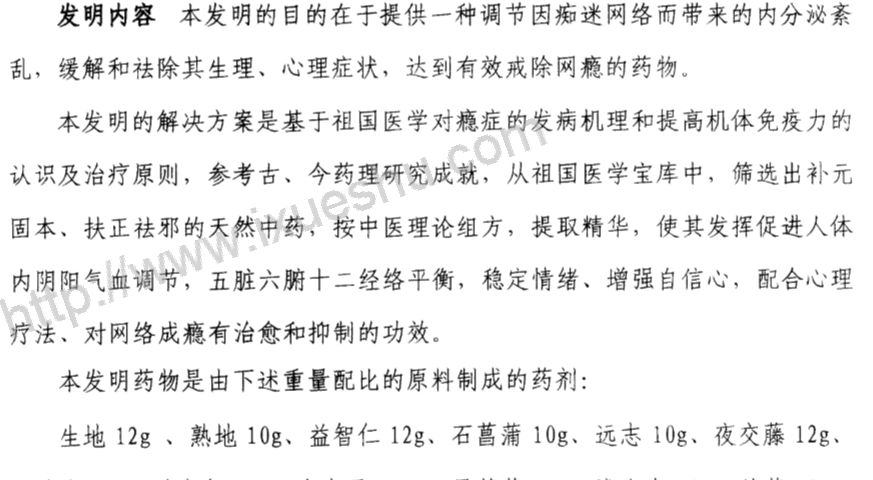 发明内容 本发明的目的在于提供一种调节因痴迷网络而带来的内分泌紊
乱，缓解和祛除其生理、心理症状，达到有效戒除网瘾的药物。
本发明的解决方案是基于祖国医学对瘾症的发病机理和提高机体免疫力的
认识及治疗原则，参考古、今药理研究成就，从祖国医学宝库中，筛选出补元
固本、扶正祛邪的天然中药，按中医理论组方，提取精华，使其发挥促进人体
内阴阳气血调节，五脏六腑十二经络平衡，稳定情绪、增强自信心，配合心理
疗法、对网络成瘾有治愈和抑制的功效。
本发明药物是由下述重量配比的原料制成的药剂：
生地 12g 、熟地 10g、益智仁 12g、石菖蒲 10g、远志 10g、夜交藤 12g、
http://www.ixueshu.com